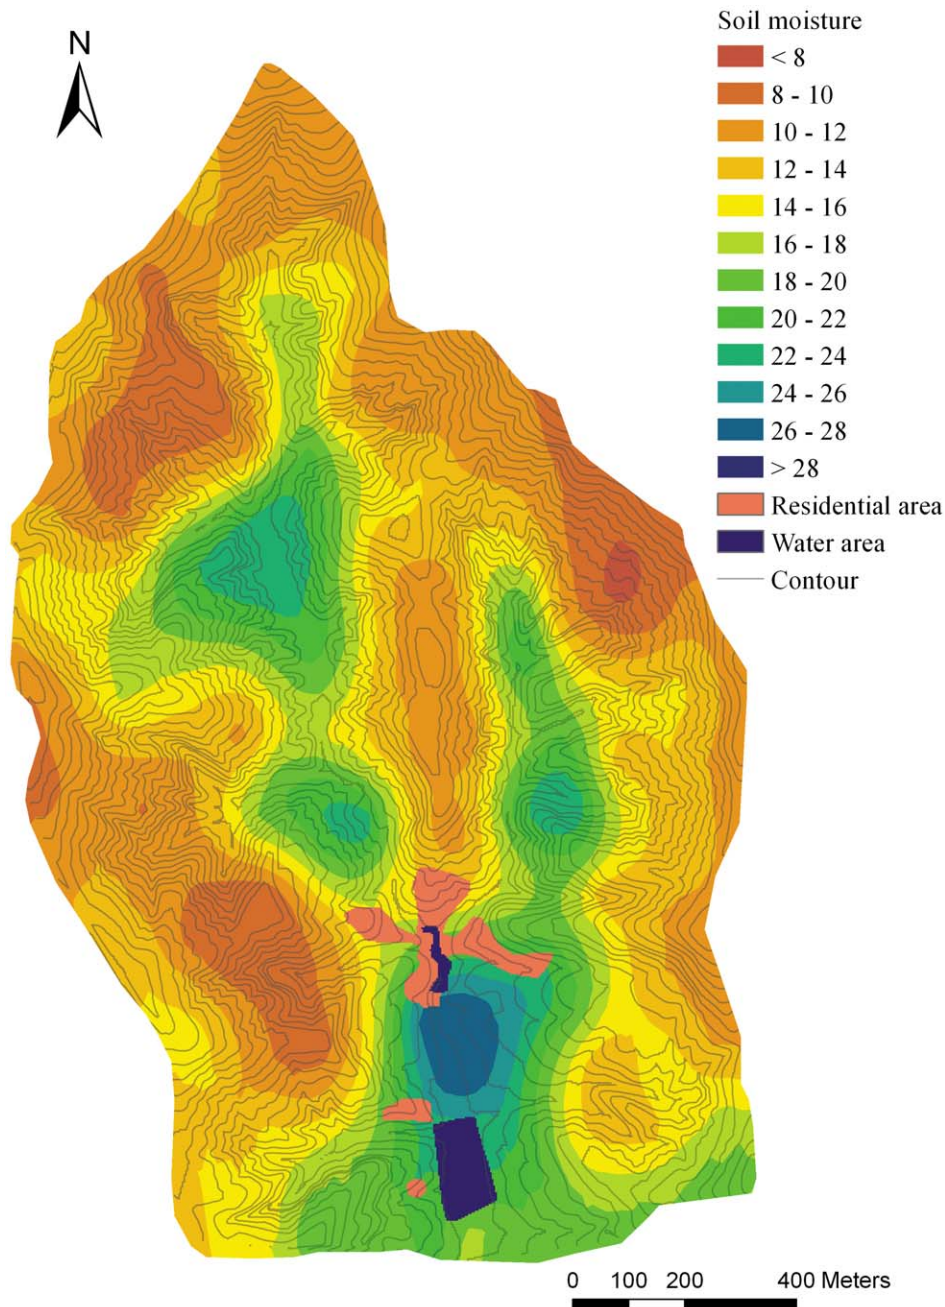 N
Soil moisture
< 8
8 - 10
10 - 12
12 - 14
14 - 16
16 - 18
18 - 20
20 - 22
22 - 24
24 - 26
26 - 28
> 28
Residential area
Water area
Contour
0 100 200 400 Meters